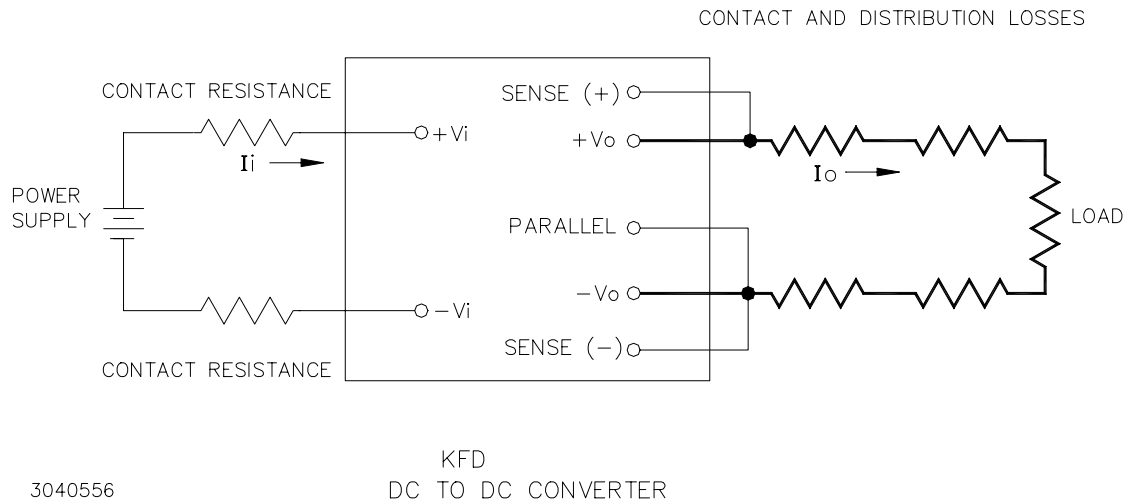 CONTACT AND DISTRIBUTION LOSSES
CONTACT RESISTANCE
SENSE (+)
+Vi
+Vo
Ii
Io
POWER
SUPPLY
PARALLEL
LOAD
-Vo
-Vi
SENSE (-)
CONTACT RESISTANCE
KFD
DC TO DC CONVERTER
3040556